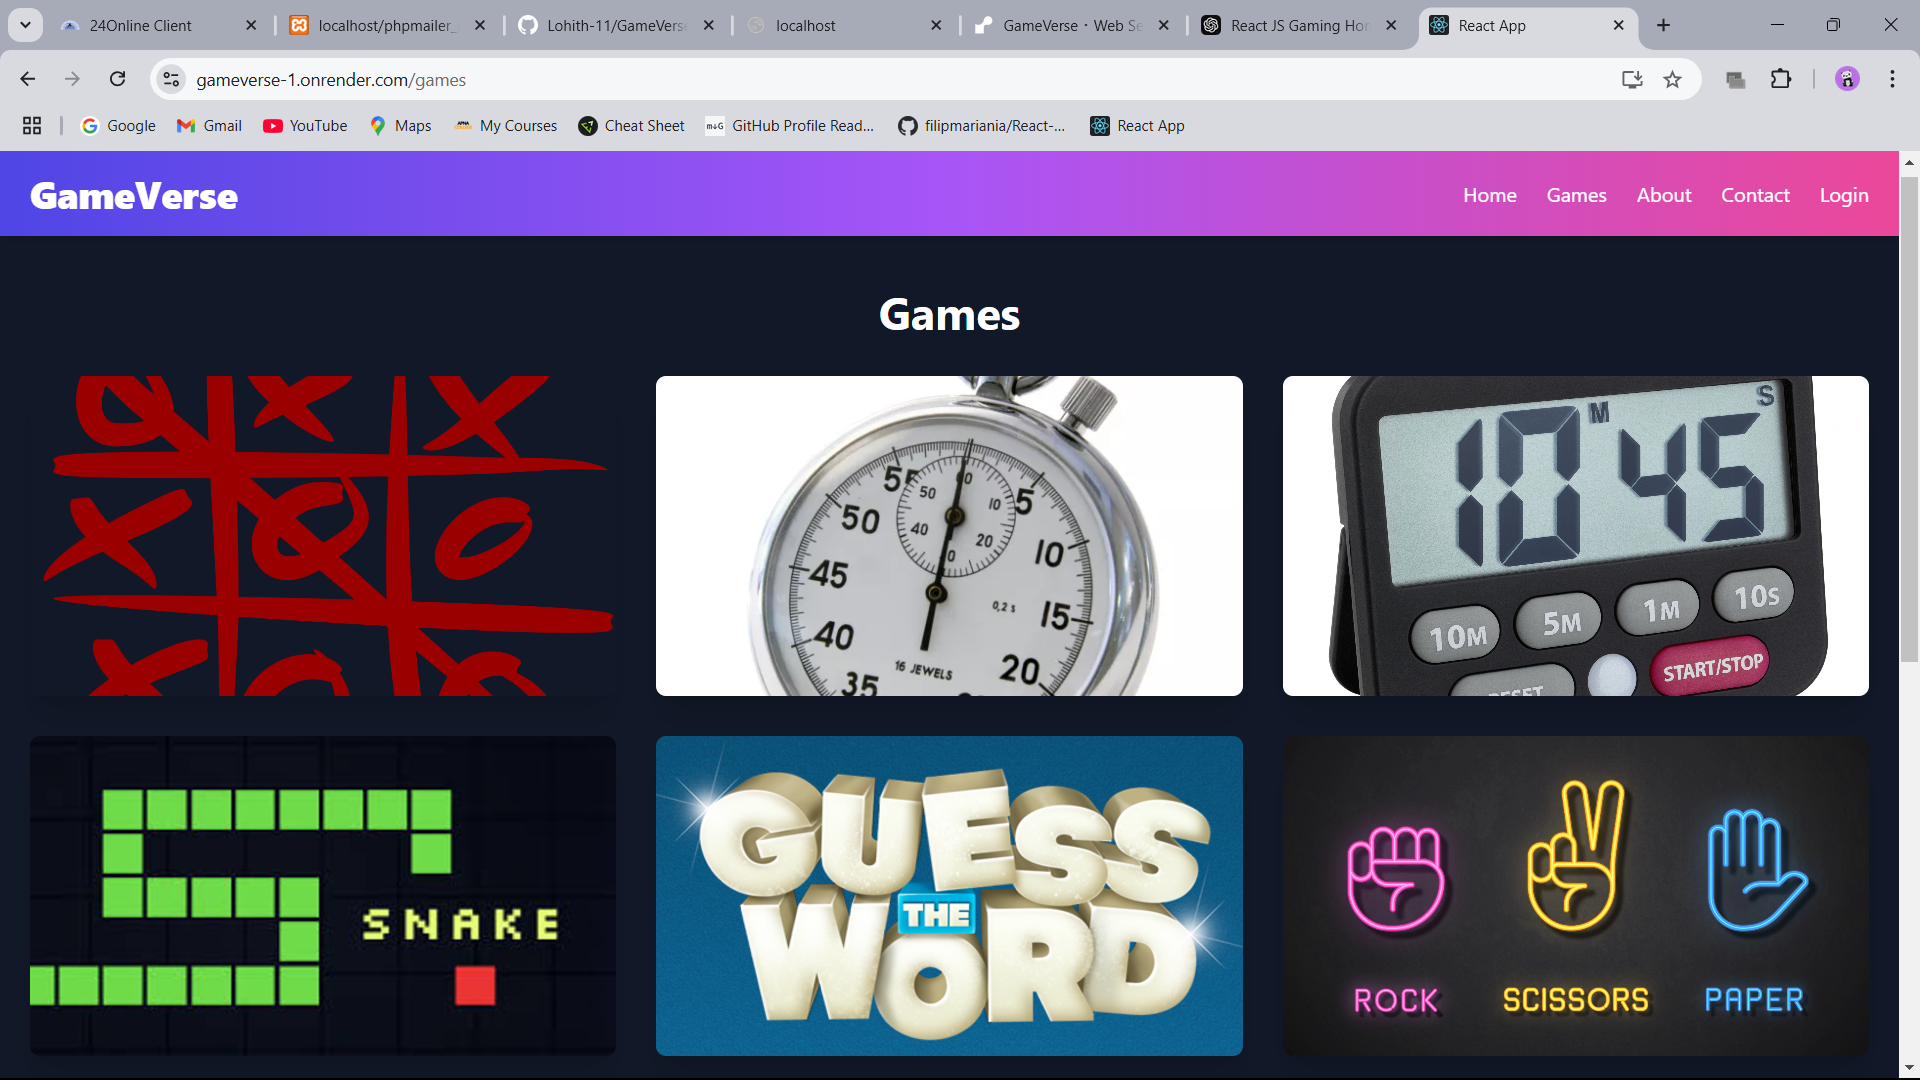 24Online Client
localhost/phpmailer_
Lohith-11/GameVerse
localhost
GameVerse · Web Se
React JS Gaming Hor
React App
gameverse-1.onrender.com/games
Google
Gmail
YouTube
Maps
My Courses
Cheat Sheet
GitHub Profile Read...
filipmariania/React-...
React App
GameVerse
Home
Games
About
Contact
Login
Games
55
60
5
50
10
50
40
20
10
45
0,2 s
15
40
16 JEWELS
20
35
10 M 45 S
10M
5M
1M
10S
RESET
START/STOP
SNAKE
GUESS
THE
WORD
ROCK
SCISSORS
PAPER